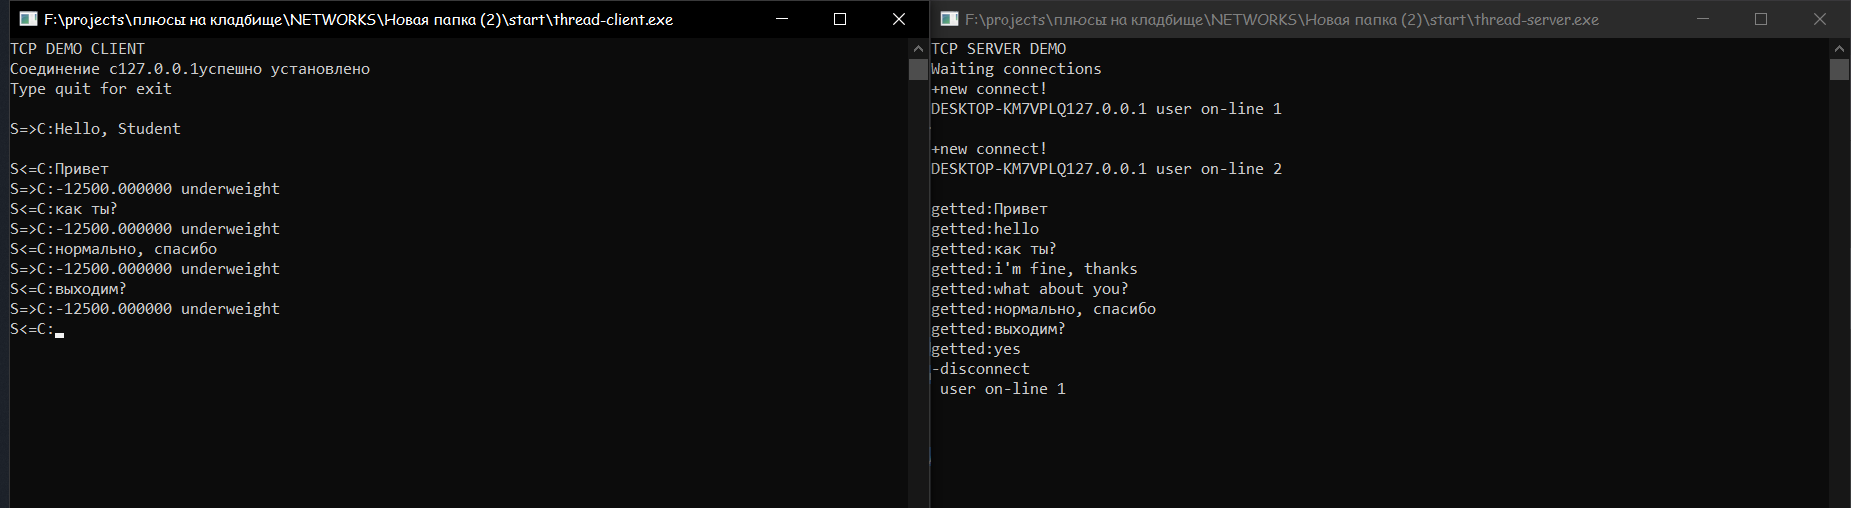 F:\projects\плюсы на кладбище\NETWORKS\Новая папка (2)\start\thread-client.exe
TCP DEMO CLIENT
Соединение с127.0.0.1успешно установлено
Type quit for exit
S=>C:Hello, Student
S<=C:Привет
S=>C:-12500.000000 underweight
S<=C:как ты?
S=>C:-12500.000000 underweight
S<=C:нормально, спасибо
S=>C:-12500.000000 underweight
S<=C:выходим?
S=>C:-12500.000000 underweight
S<=C:
F:\projects\плюсы на кладбище\NETWORKS\Новая папка (2)\start\thread-server.exe
TCP SERVER DEMO
Waiting connections
+new connect!
DESKTOP-KM7VPLQ127.0.0.1 user on-line 1
+new connect!
DESKTOP-KM7VPLQ127.0.0.1 user on-line 2
getted:Привет
getted:hello
getted:как ты?
getted:i'm fine, thanks
getted:what about you?
getted:нормально, спасибо
getted:выходим?
getted:yes
-disconnect
user on-line 1